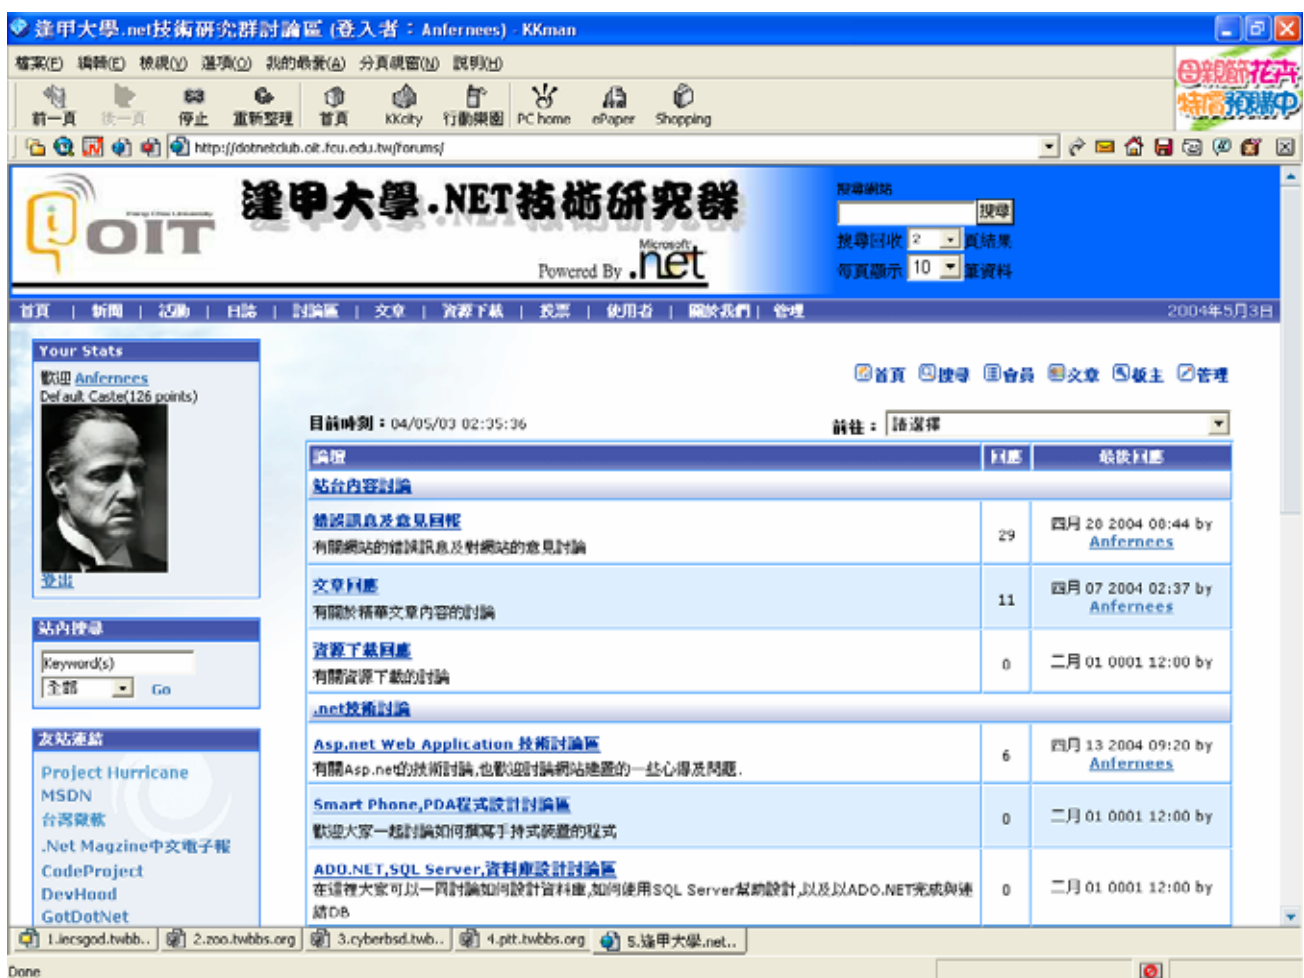 逢甲大學.net技術研究群討論區 (登入者：Anfernees) - KKman
檔案(F) 編輯(E) 檢視(V) 選項(O) 我的最愛(A) 分頁視窗(N) 說明(H)
母親節花卉
特價預購中
前一頁 後一頁 停止 重新整理 首頁 KKcity 行動樂園 PC home ePaper Shopping
http://dotnetclub.oit.fcu.edu.tw/forums/
OIT
逢甲大學.NET技術研究群
Powered By Microsoft .net
搜尋網站
搜尋
搜尋回收 2 頁結果
每頁顯示 10 筆資料
首頁 | 新聞 | 活動 | 日誌 | 討論區 | 文章 | 資源下載 | 投票 | 使用者 | 關於我們 | 管理 2004年5月3日
Your Stats
歡迎 Anfernees
Default Caste(126 points)
登出
站內搜尋
Keyword(s)
全部 Go
友站連結
Project Hurricane
MSDN
台灣微軟
.Net Magzine中文電子報
CodeProject
DevHood
GotDotNet
首頁 搜尋 會員 文章 板主 管理
目前時刻：04/05/03 02:35:36 前往： 請選擇
論壇 回應 最後回應
站台內容討論
錯誤訊息及意見回報
有關網站的錯誤訊息及對網站的意見討論
29 四月 28 2004 08:44 by Anfernees
文章回應
有關於精華文章內容的討論
11 四月 07 2004 02:37 by Anfernees
資源下載回應
有關資源下載的討論
0 二月 01 0001 12:00 by
.net技術討論
Asp.net Web Application 技術討論區
有關Asp.net的技術討論,也歡迎討論網站建置的一些心得及問題.
6 四月 13 2004 09:20 by Anfernees
Smart Phone,PDA程式設計討論區
歡迎大家一起討論如何撰寫手持式裝置的程式
0 二月 01 0001 12:00 by
ADO.NET,SQL Server,資料庫設計討論區
在這裡大家可以一同討論如何設計資料庫,如何使用SQL Server幫助設計,以及以ADO.NET完成與連
結DB
0 二月 01 0001 12:00 by
1.iecsgod.twbb.. 2.zoo.twbbs.org 3.cyberbsd.twb.. 4.ptt.twbbs.org 5.逢甲大學.net..
Done